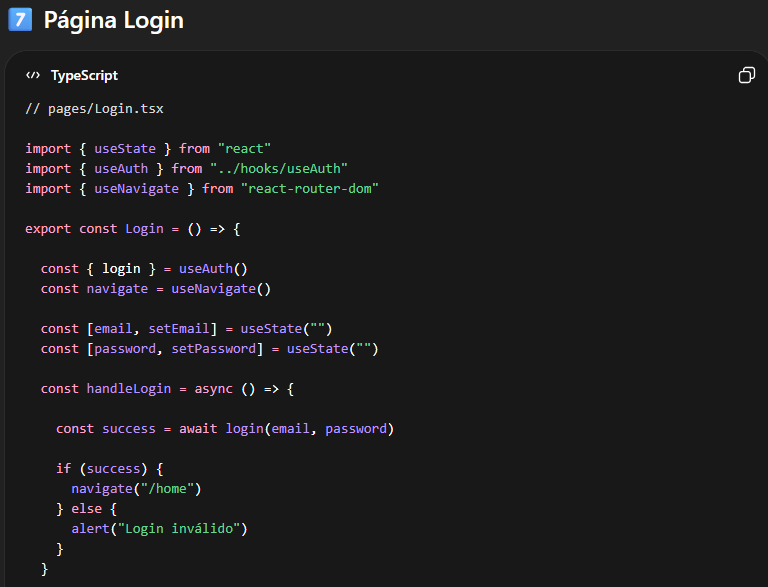 7 Página Login
</> TypeScript
// pages/Login.tsx
import { useState } from "react"
import { useAuth } from "../hooks/useAuth"
import { useNavigate } from "react-router-dom"
export const Login = () => {
  const { login } = useAuth()
  const navigate = useNavigate()
  const [email, setEmail] = useState("")
  const [password, setPassword] = useState("")
  const handleLogin = async () => {
    const success = await login(email, password)
    if (success) {
      navigate("/home")
    } else {
      alert("Login inválido")
    }
  }